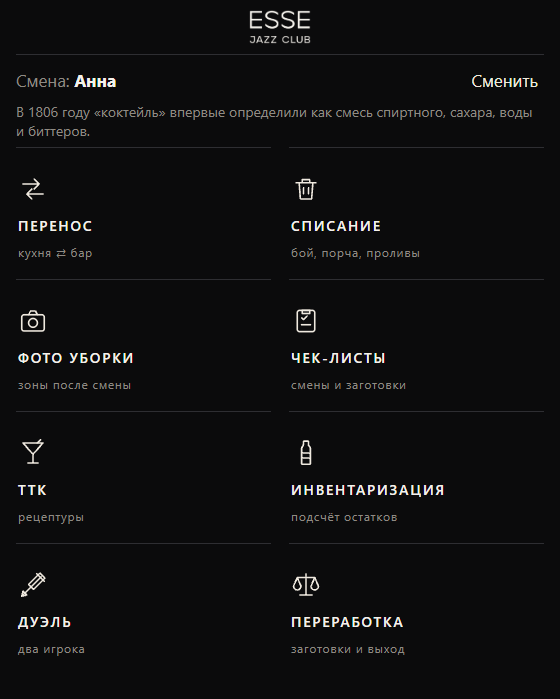 ESSE
JAZZ CLUB
Смена: Анна
Сменить
В 1806 году «коктейль» впервые определили как смесь спиртного, сахара, воды
и биттеров.
ПЕРЕНОС
СПИСАНИЕ
кухня ⇄ бар
бой, порча, проливы
ФОТО УБОРКИ
ЧЕК-ЛИСТЫ
зоны после смены
смены и заготовки
ТТК
ИНВЕНТАРИЗАЦИЯ
рецептуры
подсчёт остатков
ДУЭЛЬ
ПЕРЕРАБОТКА
два игрока
заготовки и выход